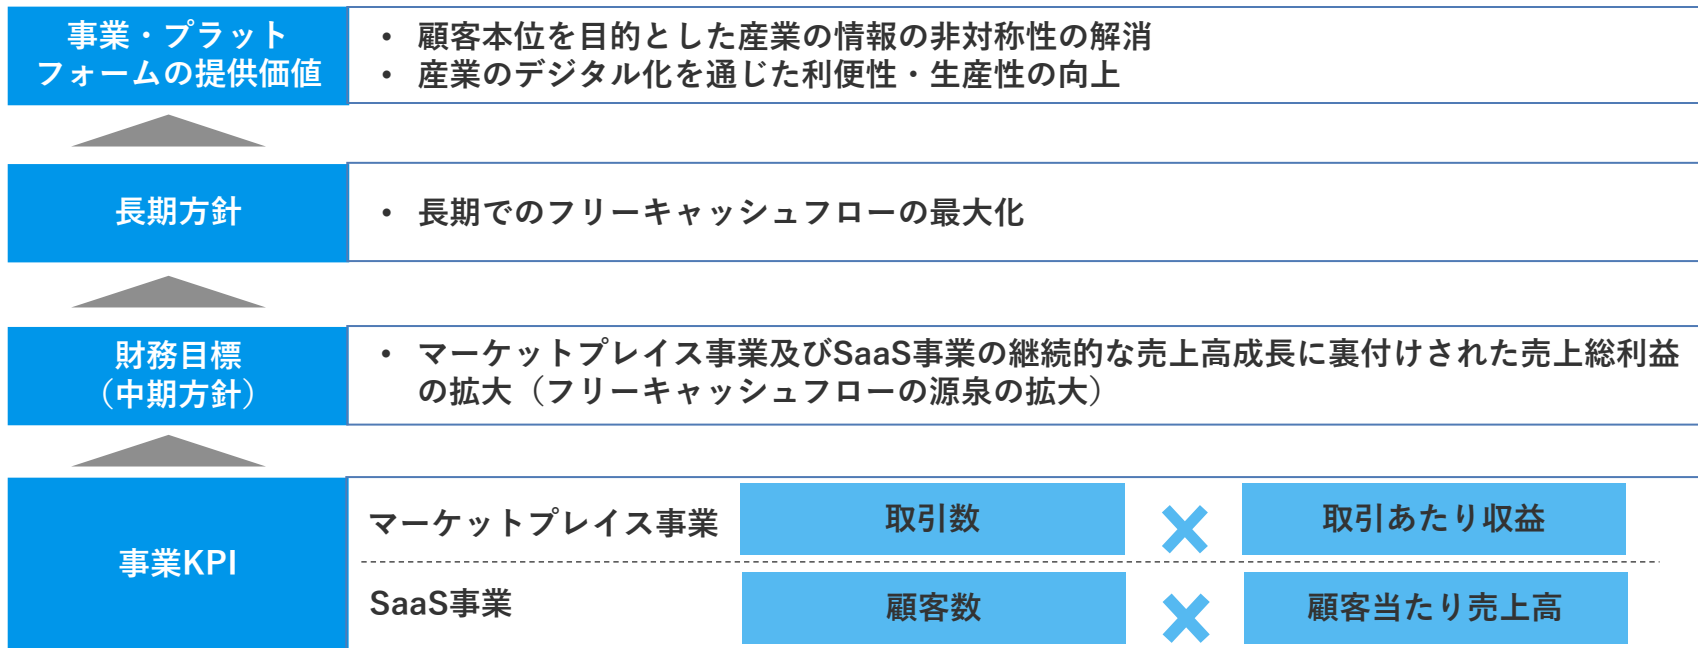 事業・プラット
フォームの提供価値
• 顧客本位を目的とした産業の情報の非対称性の解消
• 産業のデジタル化を通じた利便性・生産性の向上
長期方針
• 長期でのフリーキャッシュフローの最大化
財務目標
（中期方針）
• マーケットプレイス事業及びSaaS事業の継続的な売上高成長に裏付けされた売上総利益
の拡大（フリーキャッシュフローの源泉の拡大）
事業KPI
マーケットプレイス事業 取引数 × 取引あたり収益
SaaS事業 顧客数 × 顧客当たり売上高